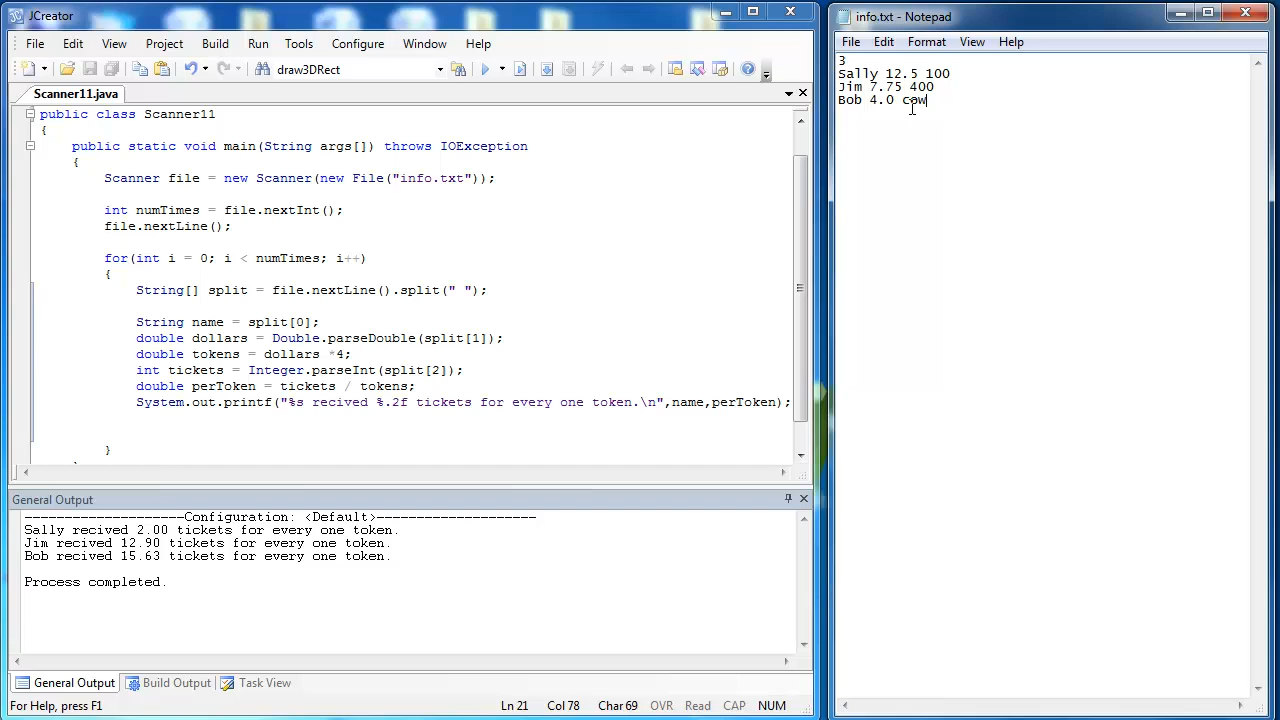 JCreator
File Edit View Project Build Run Tools Configure Window Help
draw3DRect
Scanner11.java
public class Scanner11
{
public static void main(String args[]) throws IOException
{
Scanner file = new Scanner(new File("info.txt"));
int numTimes = file.nextInt();
file.nextLine();
for(int i = 0; i < numTimes; i++)
{
String[] split = file.nextLine().split(" ");
String name = split[0];
double dollars = Double.parseDouble(split[1]);
double tokens = dollars *4;
int tickets = Integer.parseInt(split[2]);
double perToken = tickets / tokens;
System.out.printf("%s recived %.2f tickets for every one token.\n",name,perToken);
}
General Output
--------------------Configuration: <Default>--------------------
Sally recived 2.00 tickets for every one token.
Jim recived 12.90 tickets for every one token.
Bob recived 15.63 tickets for every one token.
Process completed.
General Output Build Output Task View
For Help, press F1 Ln 21 Col 78 Char 69 OVR Read CAP NUM
info.txt - Notepad
File Edit Format View Help
3
Sally 12.5 100
Jim 7.75 400
Bob 4.0 cow